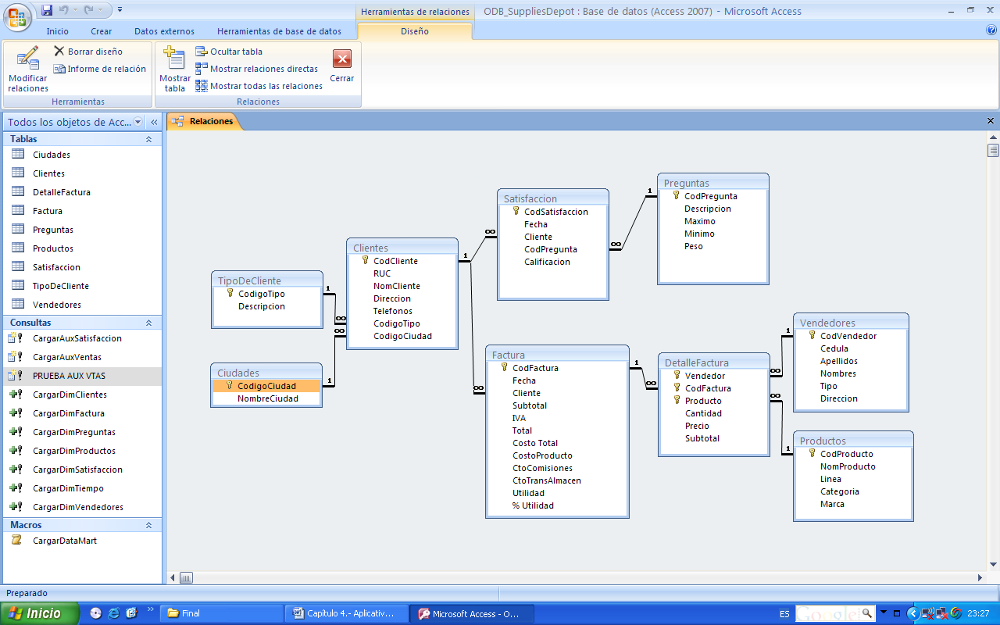 Herramientas de relaciones
ODB_SuppliesDepot : Base de datos (Access 2007) - Microsoft Access
Inicio
Crear
Datos externos
Herramientas de base de datos
Diseño
Modificar relaciones
Borrar diseño
Informe de relación
Herramientas
Mostrar tabla
Ocultar tabla
Mostrar relaciones directas
Mostrar todas las relaciones
Cerrar
Relaciones
Todos los objetos de Acc...
Tablas
Ciudades
Clientes
DetalleFactura
Factura
Preguntas
Productos
Satisfaccion
TipoDeCliente
Vendedores
Consultas
CargarAuxSatisfaccion
CargarAuxVentas
PRUEBA AUX VTAS
CargarDimClientes
CargarDimFactura
CargarDimPreguntas
CargarDimProductos
CargarDimSatisfaccion
CargarDimTiempo
CargarDimVendedores
Macros
CargarDataMart
Relaciones
TipoDeCliente
CodigoTipo
Descripcion
1
∞
Ciudades
CodigoCiudad
NombreCiudad
1
∞
Clientes
CodCliente
RUC
NomCliente
Direccion
Telefonos
CodigoTipo
CodigoCiudad
1
∞
∞
Satisfaccion
CodSatisfaccion
Fecha
Cliente
CodPregunta
Calificacion
∞
1
Preguntas
CodPregunta
Descripcion
Maximo
Minimo
Peso
Factura
CodFactura
Fecha
Cliente
Subtotal
IVA
Total
Costo Total
CostoProducto
CtoComisiones
CtoTransAlmacen
Utilidad
% Utilidad
1
∞
DetalleFactura
Vendedor
CodFactura
Producto
Cantidad
Precio
Subtotal
∞
1
∞
1
Vendedores
CodVendedor
Cedula
Apellidos
Nombres
Tipo
Direccion
Productos
CodProducto
NomProducto
Linea
Categoria
Marca
Preparado
Inicio
Final
Capítulo 4.- Aplicativ...
Microsoft Access - O...
ES
Google
23:27